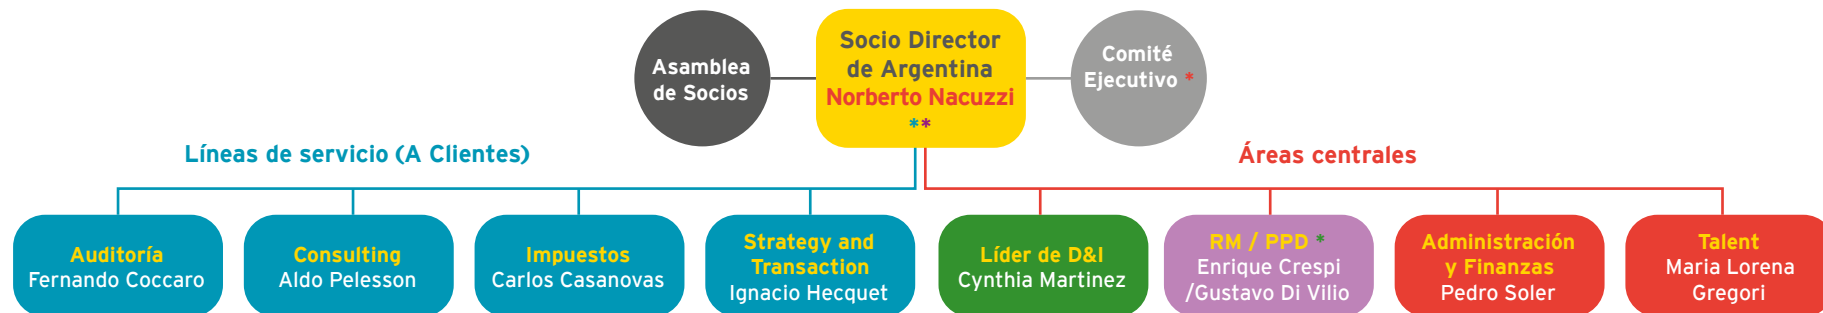 Asamblea
de Socios
Socio Director
de Argentina
Norberto Nacuzzi
**
Comité
Ejecutivo *
Líneas de servicio (A Clientes)
Áreas centrales
Auditoría
Fernando Coccaro
Consulting
Aldo Pelesson
Impuestos
Carlos Casanovas
Strategy and
Transaction
Ignacio Hecquet
Líder de D&I
Cynthia Martinez
RM / PPD *
Enrique Crespi
/Gustavo Di Vilio
Administración
y Finanzas
Pedro Soler
Talent
Maria Lorena
Gregori